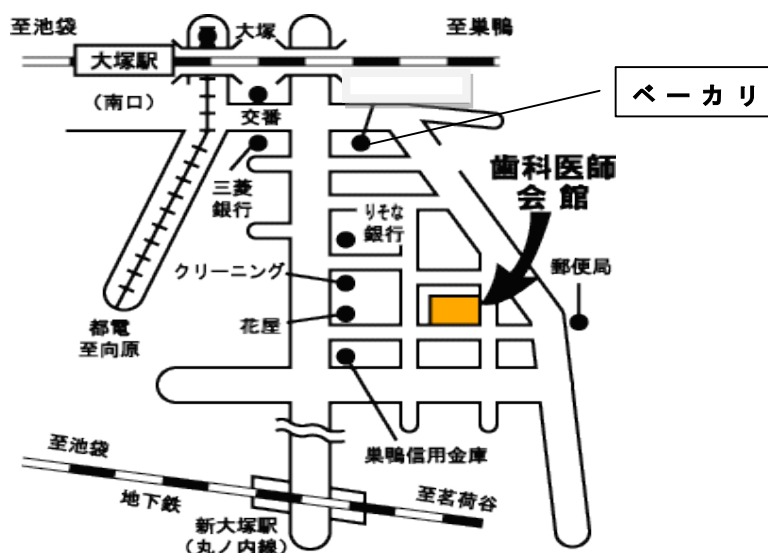 至池袋
大塚
至巣鴨
大塚駅
(南口)
交番
ベーカリ
三菱
銀行
りそな
銀行
歯科医師
会館
クリーニング
花屋
郵便局
都電
至向原
巣鴨信用金庫
至池袋
地下鉄
至茗荷谷
新大塚駅
(丸ノ内線)